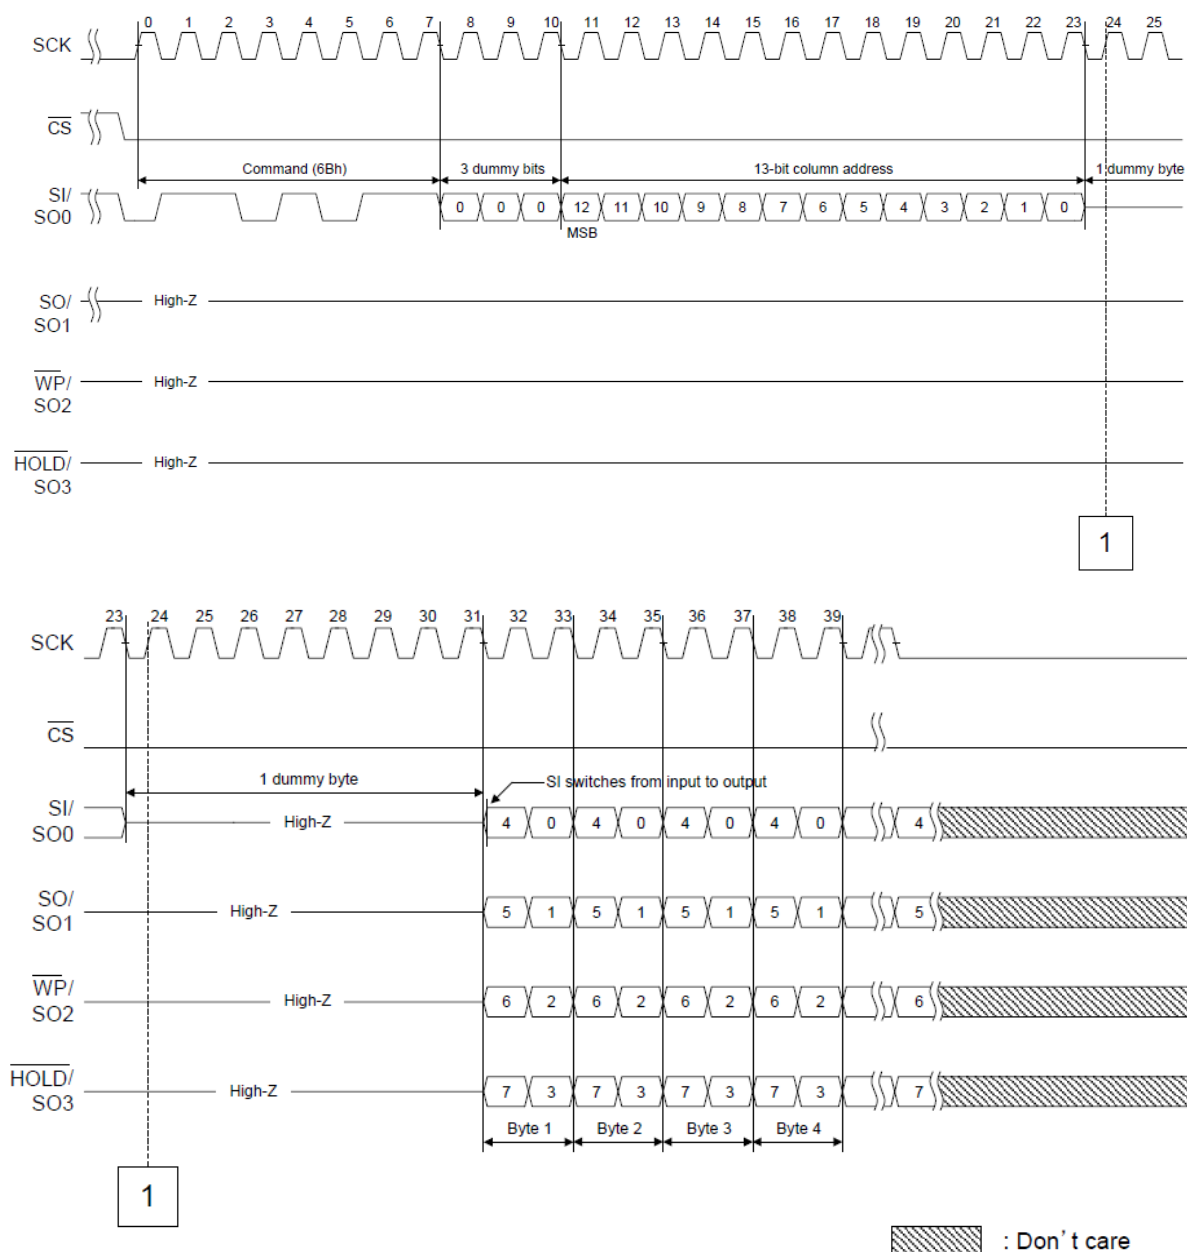 0 1 2 3 4 5 6 7 8 9 10 11 12 13 14 15 16 17 18 19 20 21 22 23 24 25
SCK
CS
Command (6Bh) 3 dummy bits 13-bit column address 1 dummy byte
SI/
SO0
0 0 0 12 11 10 9 8 7 6 5 4 3 2 1 0
MSB
SO/
SO1
High-Z
WP/
SO2
High-Z
HOLD/
SO3
High-Z
1
23 24 25 26 27 28 29 30 31 32 33 34 35 36 37 38 39
SCK
CS
1 dummy byte
SI switches from input to output
SI/
SO0
High-Z 4 0 4 0 4 0 4 0 4
SO/
SO1
High-Z 5 1 5 1 5 1 5 1 5
WP/
SO2
High-Z 6 2 6 2 6 2 6 2 6
HOLD/
SO3
High-Z 7 3 7 3 7 3 7 3 7
Byte 1 Byte 2 Byte 3 Byte 4
1
: Don't care